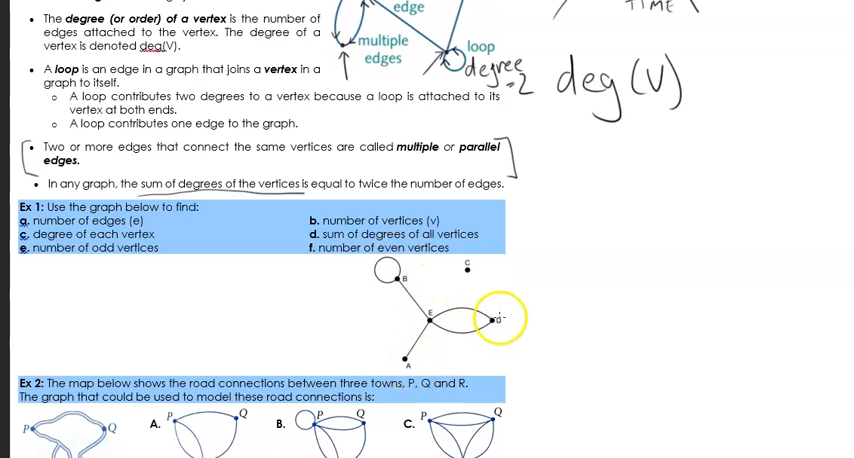 edge
TIME
• The degree (or order) of a vertex is the number of
edges attached to the vertex. The degree of a
vertex is denoted deg(V).
multiple
edges
loop
degree
=2
deg(V)
• A loop is an edge in a graph that joins a vertex in a
graph to itself.
o A loop contributes two degrees to a vertex because a loop is attached to its
vertex at both ends.
o A loop contributes one edge to the graph.
• Two or more edges that connect the same vertices are called multiple or parallel
edges.
• In any graph, the sum of degrees of the vertices is equal to twice the number of edges.
Ex 1: Use the graph below to find:
a. number of edges (e)
b. number of vertices (v)
c. degree of each vertex
d. sum of degrees of all vertices
e. number of odd vertices
f. number of even vertices
C
B
E
D
A
Ex 2: The map below shows the road connections between three towns, P, Q and R.
The graph that could be used to model these road connections is:
P Q
A. P Q
B. P Q
C. P Q